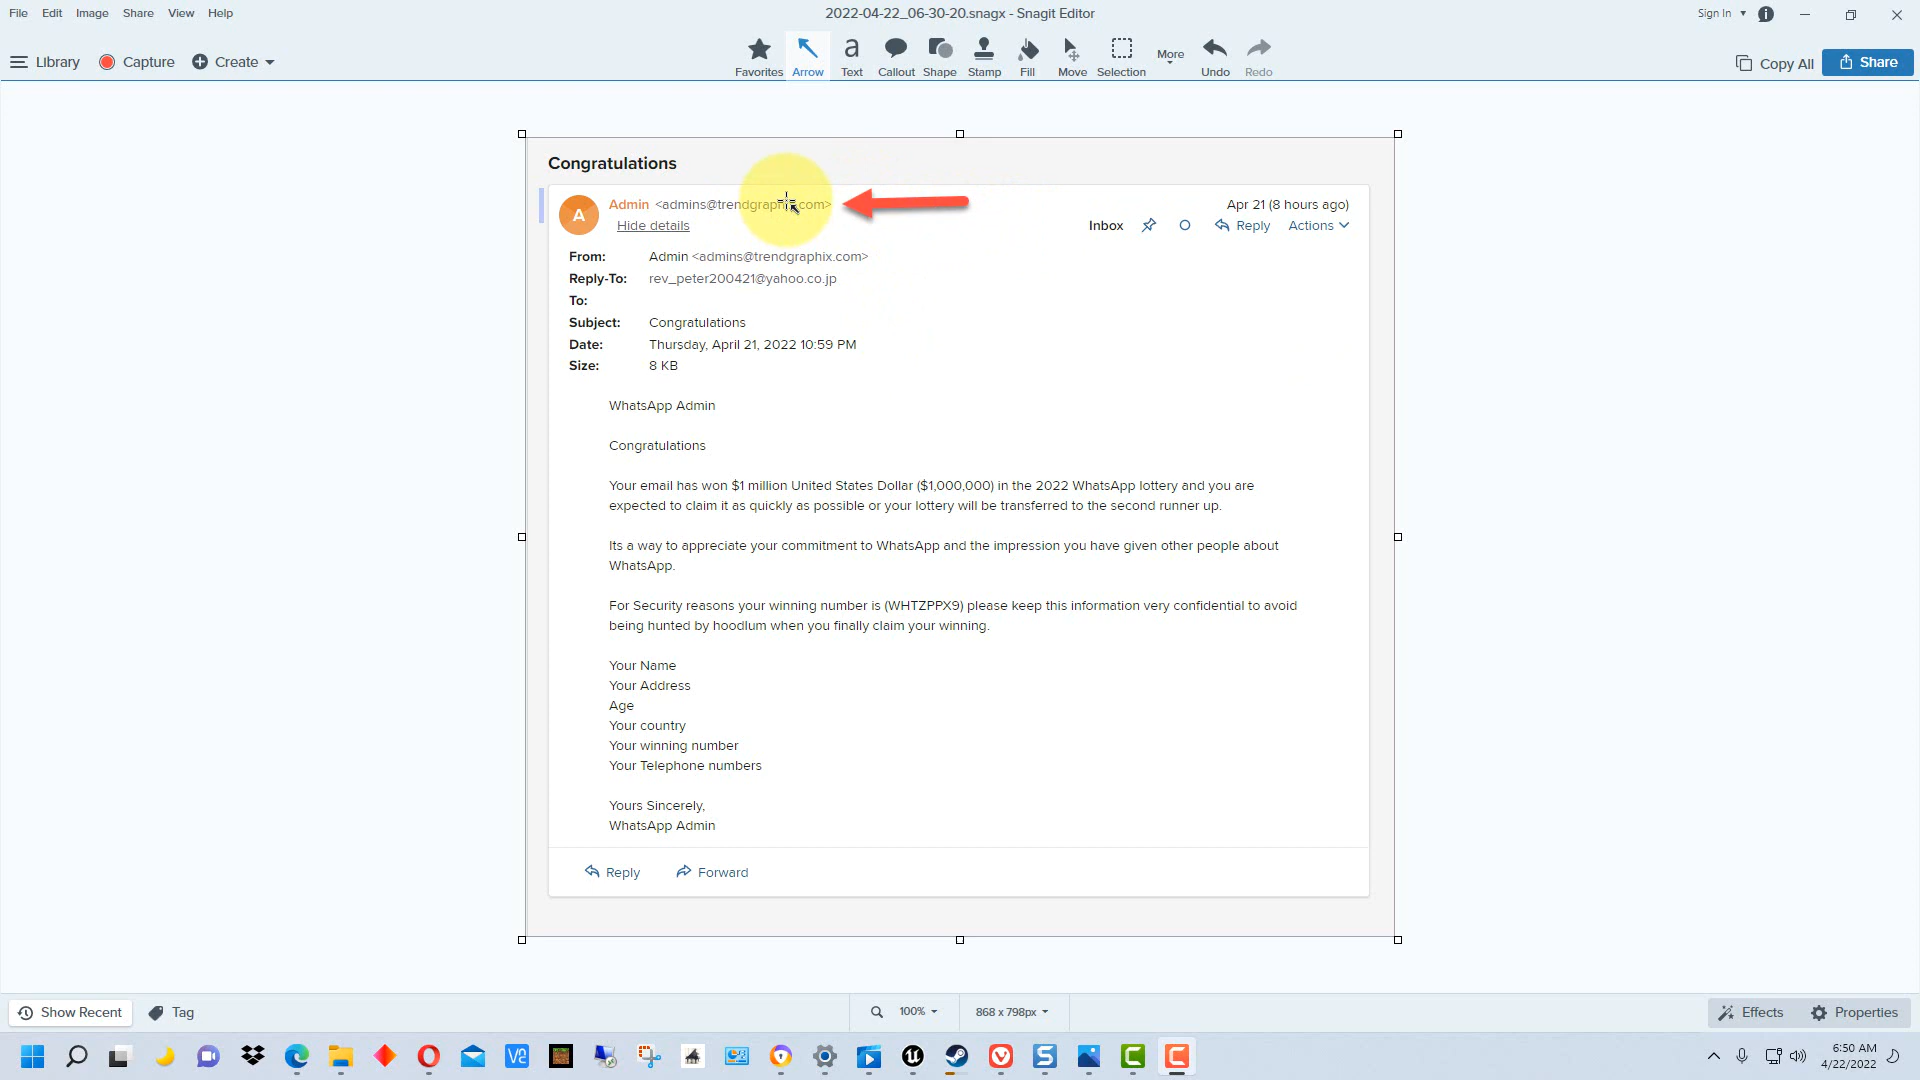 File Edit Image Share View Help
2022-04-22_06-30-20.snagx - Snagit Editor
Sign In
Library Capture Create
Favorites Arrow Text Callout Shape Stamp Fill Move Selection More Undo Redo
Copy All Share
Congratulations
A
Admin <admins@trendgraphix.com>
Apr 21 (8 hours ago)
Hide details
Inbox Reply Actions
From: Admin <admins@trendgraphix.com>
Reply-To: rev_peter200421@yahoo.co.jp
To:
Subject: Congratulations
Date: Thursday, April 21, 2022 10:59 PM
Size: 8 KB
WhatsApp Admin
Congratulations
Your email has won $1 million United States Dollar ($1,000,000) in the 2022 WhatsApp lottery and you are
expected to claim it as quickly as possible or your lottery will be transferred to the second runner up.
Its a way to appreciate your commitment to WhatsApp and the impression you have given other people about
WhatsApp.
For Security reasons your winning number is (WHTZPPX9) please keep this information very confidential to avoid
being hunted by hoodlum when you finally claim your winning.
Your Name
Your Address
Age
Your country
Your winning number
Your Telephone numbers
Yours Sincerely,
WhatsApp Admin
Reply Forward
Show Recent Tag
100%
868 x 798px
Effects Properties
6:50 AM
4/22/2022